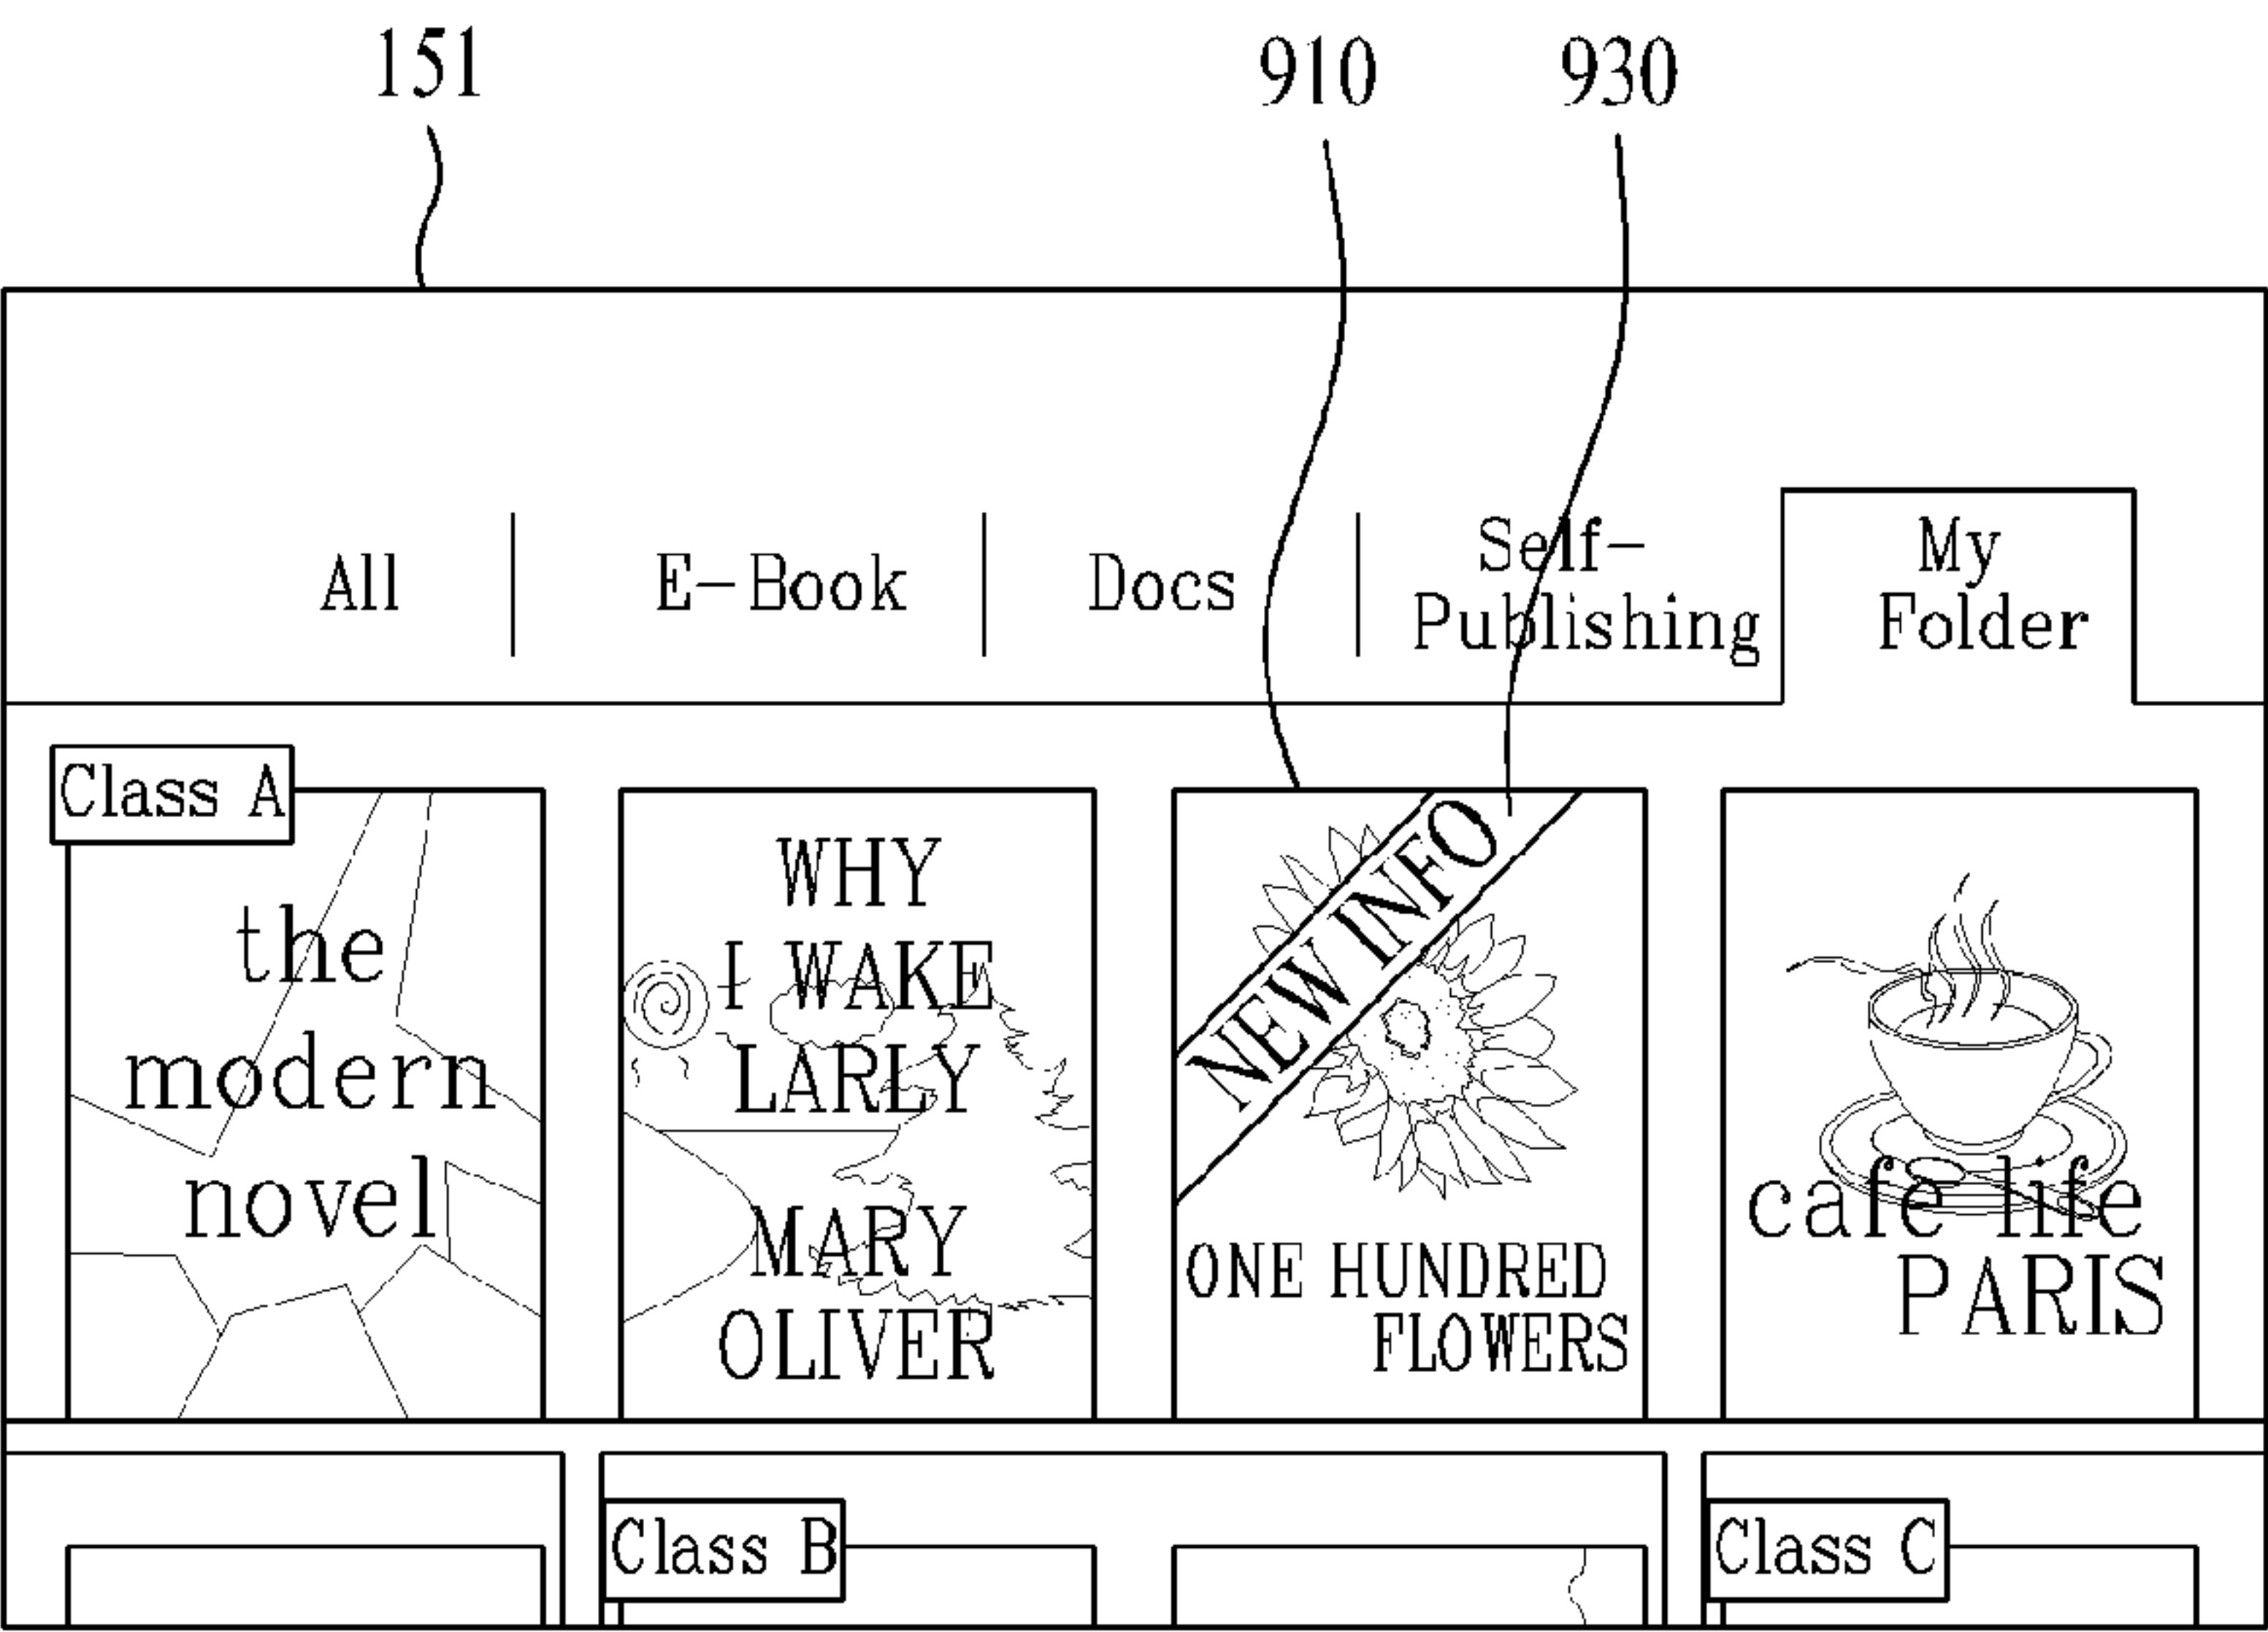 151
910
930
All
E-Book
Docs
Self-
Publishing
My
Folder
Class A
the
modern
novel
WHY
I WAKE
LARLY
MARY
OLIVER
NEW INFO
ONE HUNDRED
FLOWERS
cafe life
PARIS
Class B
Class C